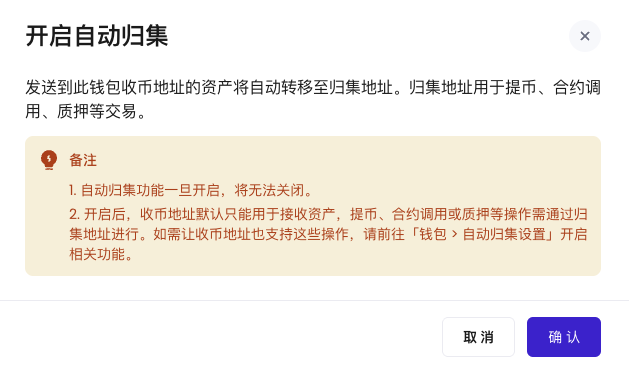 开启自动归集
发送到此钱包收币地址的资产将自动转移至归集地址。归集地址用于提币、合约调
用、质押等交易。
备注
1. 自动归集功能一旦开启，将无法关闭。
2. 开启后，收币地址默认只能用于接收资产，提币、合约调用或质押等操作需通过归
集地址进行。如需让收币地址也支持这些操作，请前往「钱包 > 自动归集设置」开启
相关功能。
取消
确认